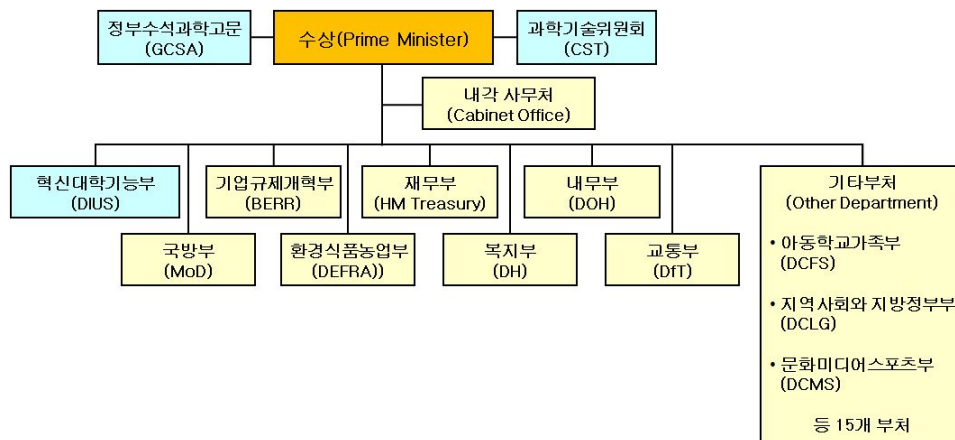 정부수석과학고문
(GCSA)
수상(Prime Minister)
과학기술위원회
(CST)
내각 사무처
(Cabinet Office)
혁신대학기능부
(DIUS)
기업규제개혁부
(BERR)
재무부
(HM Treasury)
내무부
(DOH)
기타부처
(Other Department)
국방부
(MoD)
환경식품농업부
(DEFRA))
복지부
(DH)
교통부
(DfT)
• 아동학교가족부
(DCFS)
• 지역사회와 지방정부부
(DCLG)
• 문화미디어스포츠부
(DCMS)
등 15개 부처